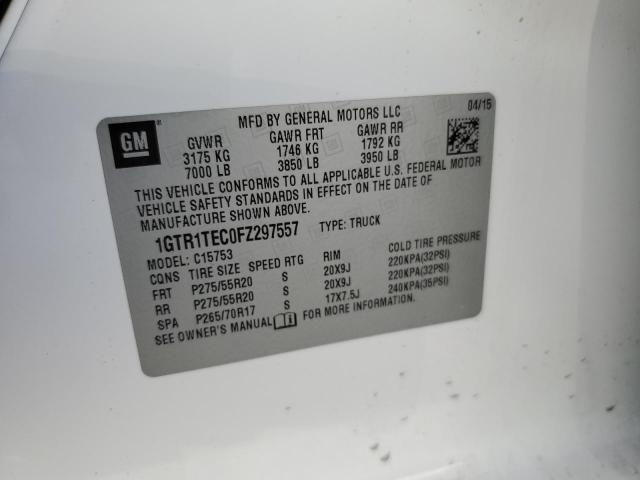 GM
MFD BY GENERAL MOTORS LLC
04/15
GVWR GAWR FRT GAWR RR
3175 KG 1746 KG 1792 KG
7000 LB 3850 LB 3950 LB
THIS VEHICLE CONFORMS TO ALL APPLICABLE U.S. FEDERAL MOTOR
VEHICLE SAFETY STANDARDS IN EFFECT ON THE DATE OF
MANUFACTURE SHOWN ABOVE.
1GTR1TEC0FZ297557 TYPE: TRUCK
MODEL: C15753
CQNS TIRE SIZE SPEED RTG RIM COLD TIRE PRESSURE
FRT P275/55R20 S 20X9J 220KPA(32PSI)
RR P275/55R20 S 20X9J 220KPA(32PSI)
SPA P265/70R17 S 17X7.5J 240KPA(35PSI)
SEE OWNER'S MANUAL FOR MORE INFORMATION.